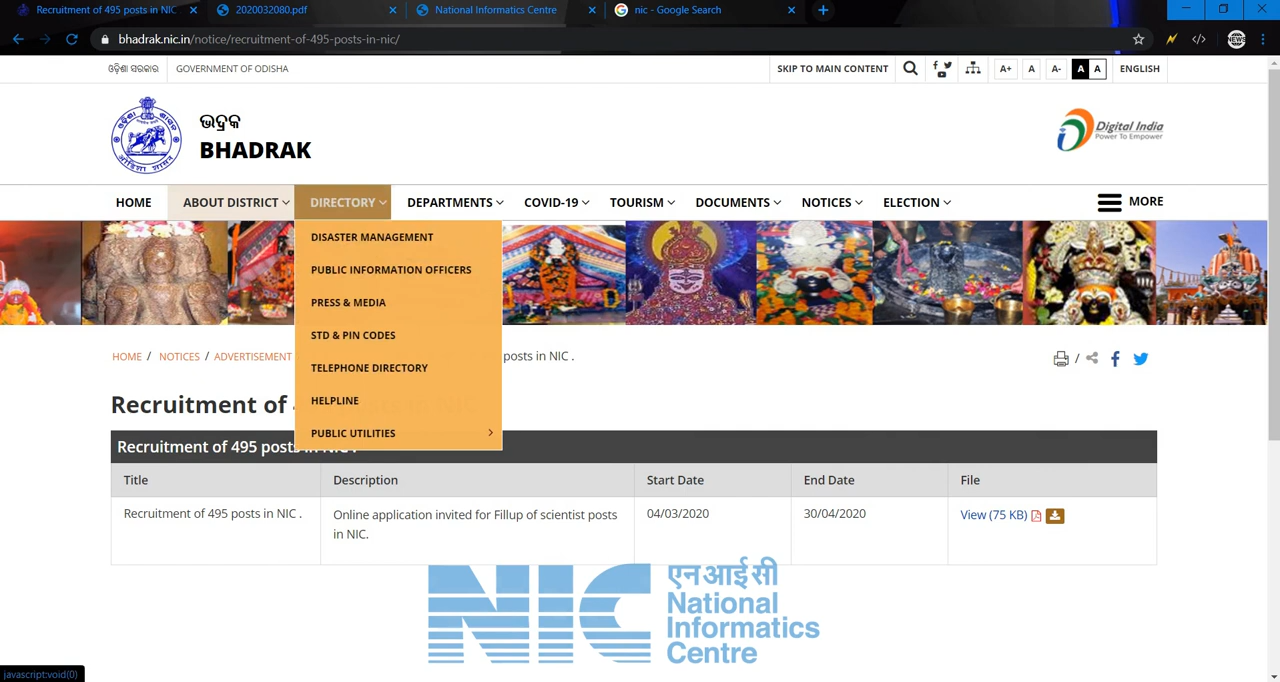 Recruitment of 495 posts in NIC
2020032080.pdf
National Informatics Centre
nic - Google Search
bhadrak.nic.in/notice/recruitment-of-495-posts-in-nic/
NEWS
ଓଡ଼ିଶା ସରକାର
GOVERNMENT OF ODISHA
SKIP TO MAIN CONTENT
A+
A
A-
A
A
ENGLISH
ଭଦ୍ରକ
BHADRAK
Digital India
Power To Empower
HOME
ABOUT DISTRICT
DIRECTORY
DEPARTMENTS
COVID-19
TOURISM
DOCUMENTS
NOTICES
ELECTION
MORE
DISASTER MANAGEMENT
PUBLIC INFORMATION OFFICERS
PRESS & MEDIA
STD & PIN CODES
TELEPHONE DIRECTORY
HELPLINE
PUBLIC UTILITIES
HOME / NOTICES / ADVERTISEMENT
posts in NIC .
Recruitment of
Recruitment of 495 posts in NIC .
Title
Description
Start Date
End Date
File
Recruitment of 495 posts in NIC .
Online application invited for Fillup of scientist posts
in NIC.
04/03/2020
30/04/2020
View (75 KB)
NIC
एन आई सी
National
Informatics
Centre
javascript:void(0)